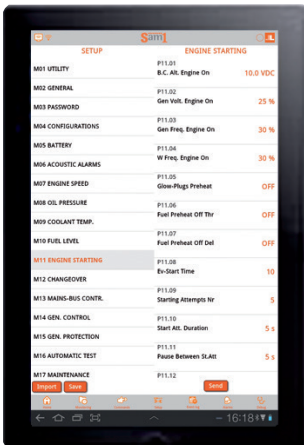 Sam1
SETUP
ENGINE STARTING
M01 UTILITY
M02 GENERAL
M03 PASSWORD
M04 CONFIGURATIONS
M05 BATTERY
M06 ACOUSTIC ALARMS
M07 ENGINE SPEED
M08 OIL PRESSURE
M09 COOLANT TEMP.
M10 FUEL LEVEL
M11 ENGINE STARTING
M12 CHANGEOVER
M13 MAINS-BUS CONTR.
M14 GEN. CONTROL
M15 GEN. PROTECTION
M16 AUTOMATIC TEST
M17 MAINTENANCE
P11.01
B.C. Alt. Engine On 10.0 VDC
P11.02
Gen Volt. Engine On 25 %
P11.03
Gen Freq. Engine On 30 %
P11.04
W Freq. Engine On 30 %
P11.05
Glow-Plugs Preheat OFF
P11.06
Fuel Preheat Off Thr OFF
P11.07
Fuel Preheat Off Del OFF
P11.08
Ev-Start Time 10
P11.09
Starting Attempts Nr 5
P11.10
Start Att. Duration 5 s
P11.11
Pause Between St.Att 5 s
P11.12
Import Save Send
16:18